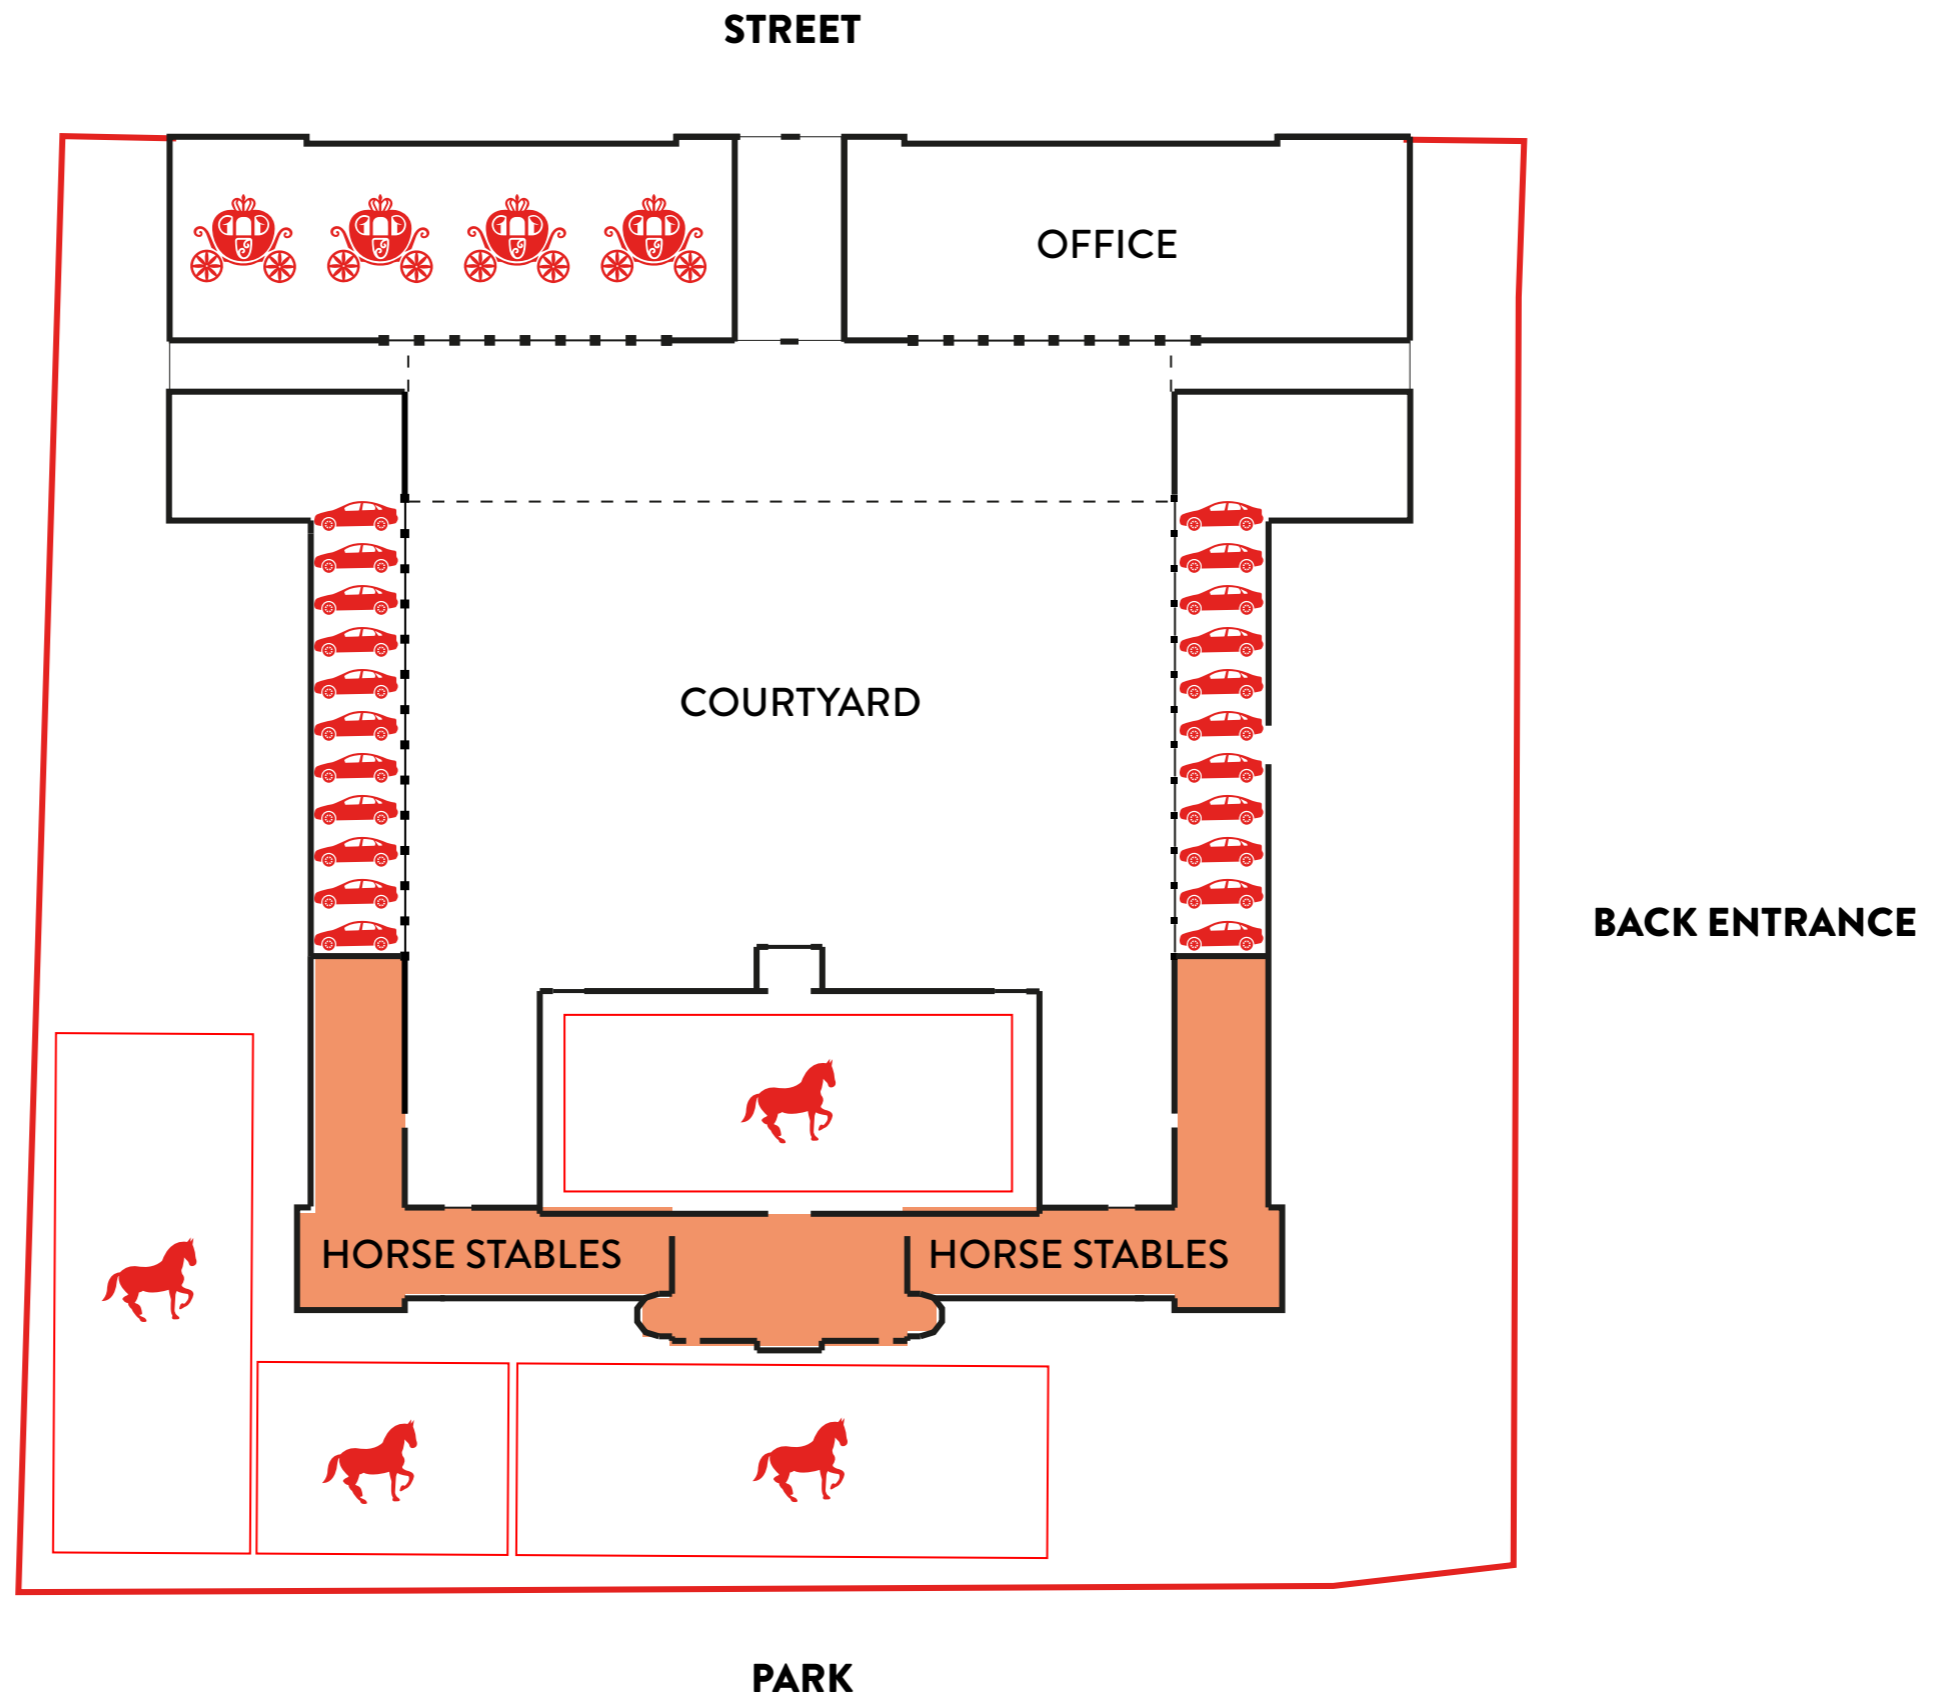 STREET
OFFICE
COURTYARD
BACK ENTRANCE
HORSE STABLES
HORSE STABLES
PARK